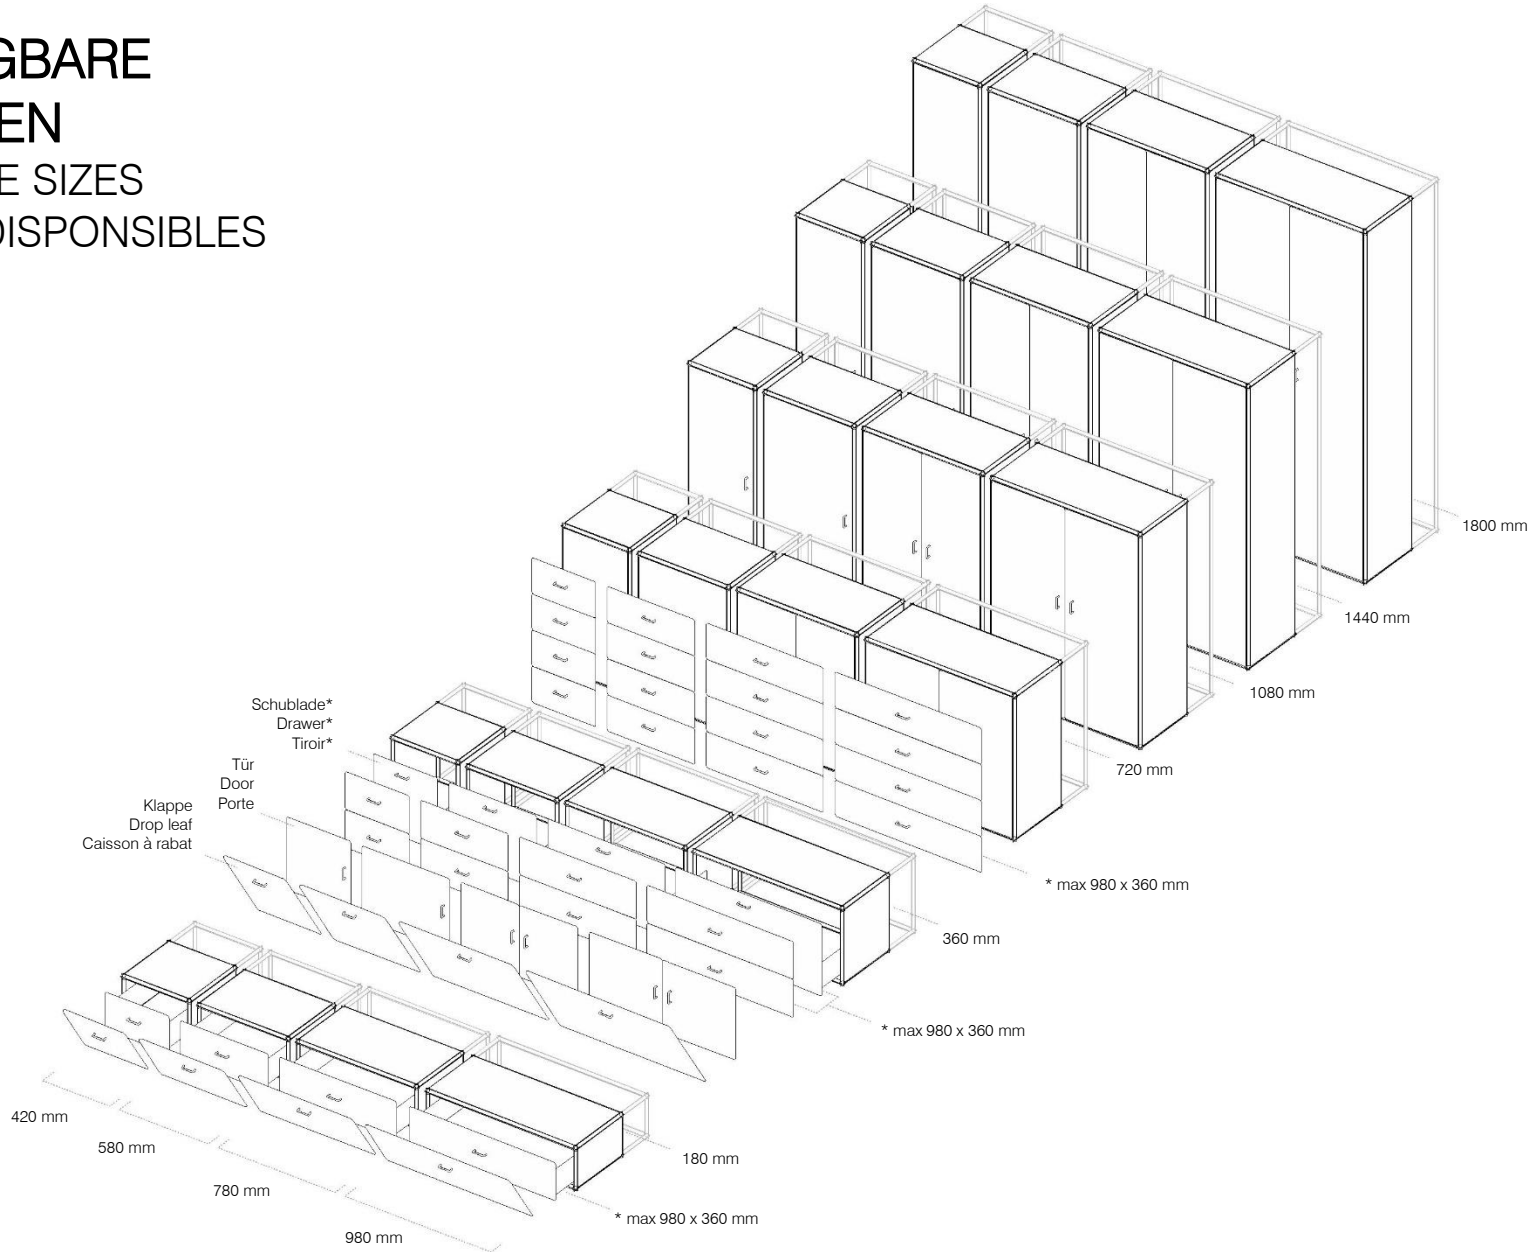 GBARE
EN
E SIZES
DISPONSIBLES
1800 mm
1440 mm
1080 mm
720 mm
Schublade*
Drawer*
Tiroir*
Tür
Door
Porte
Klappe
Drop leaf
Caisson à rabat
* max 980 x 360 mm
360 mm
* max 980 x 360 mm
420 mm
580 mm
780 mm
980 mm
180 mm
* max 980 x 360 mm